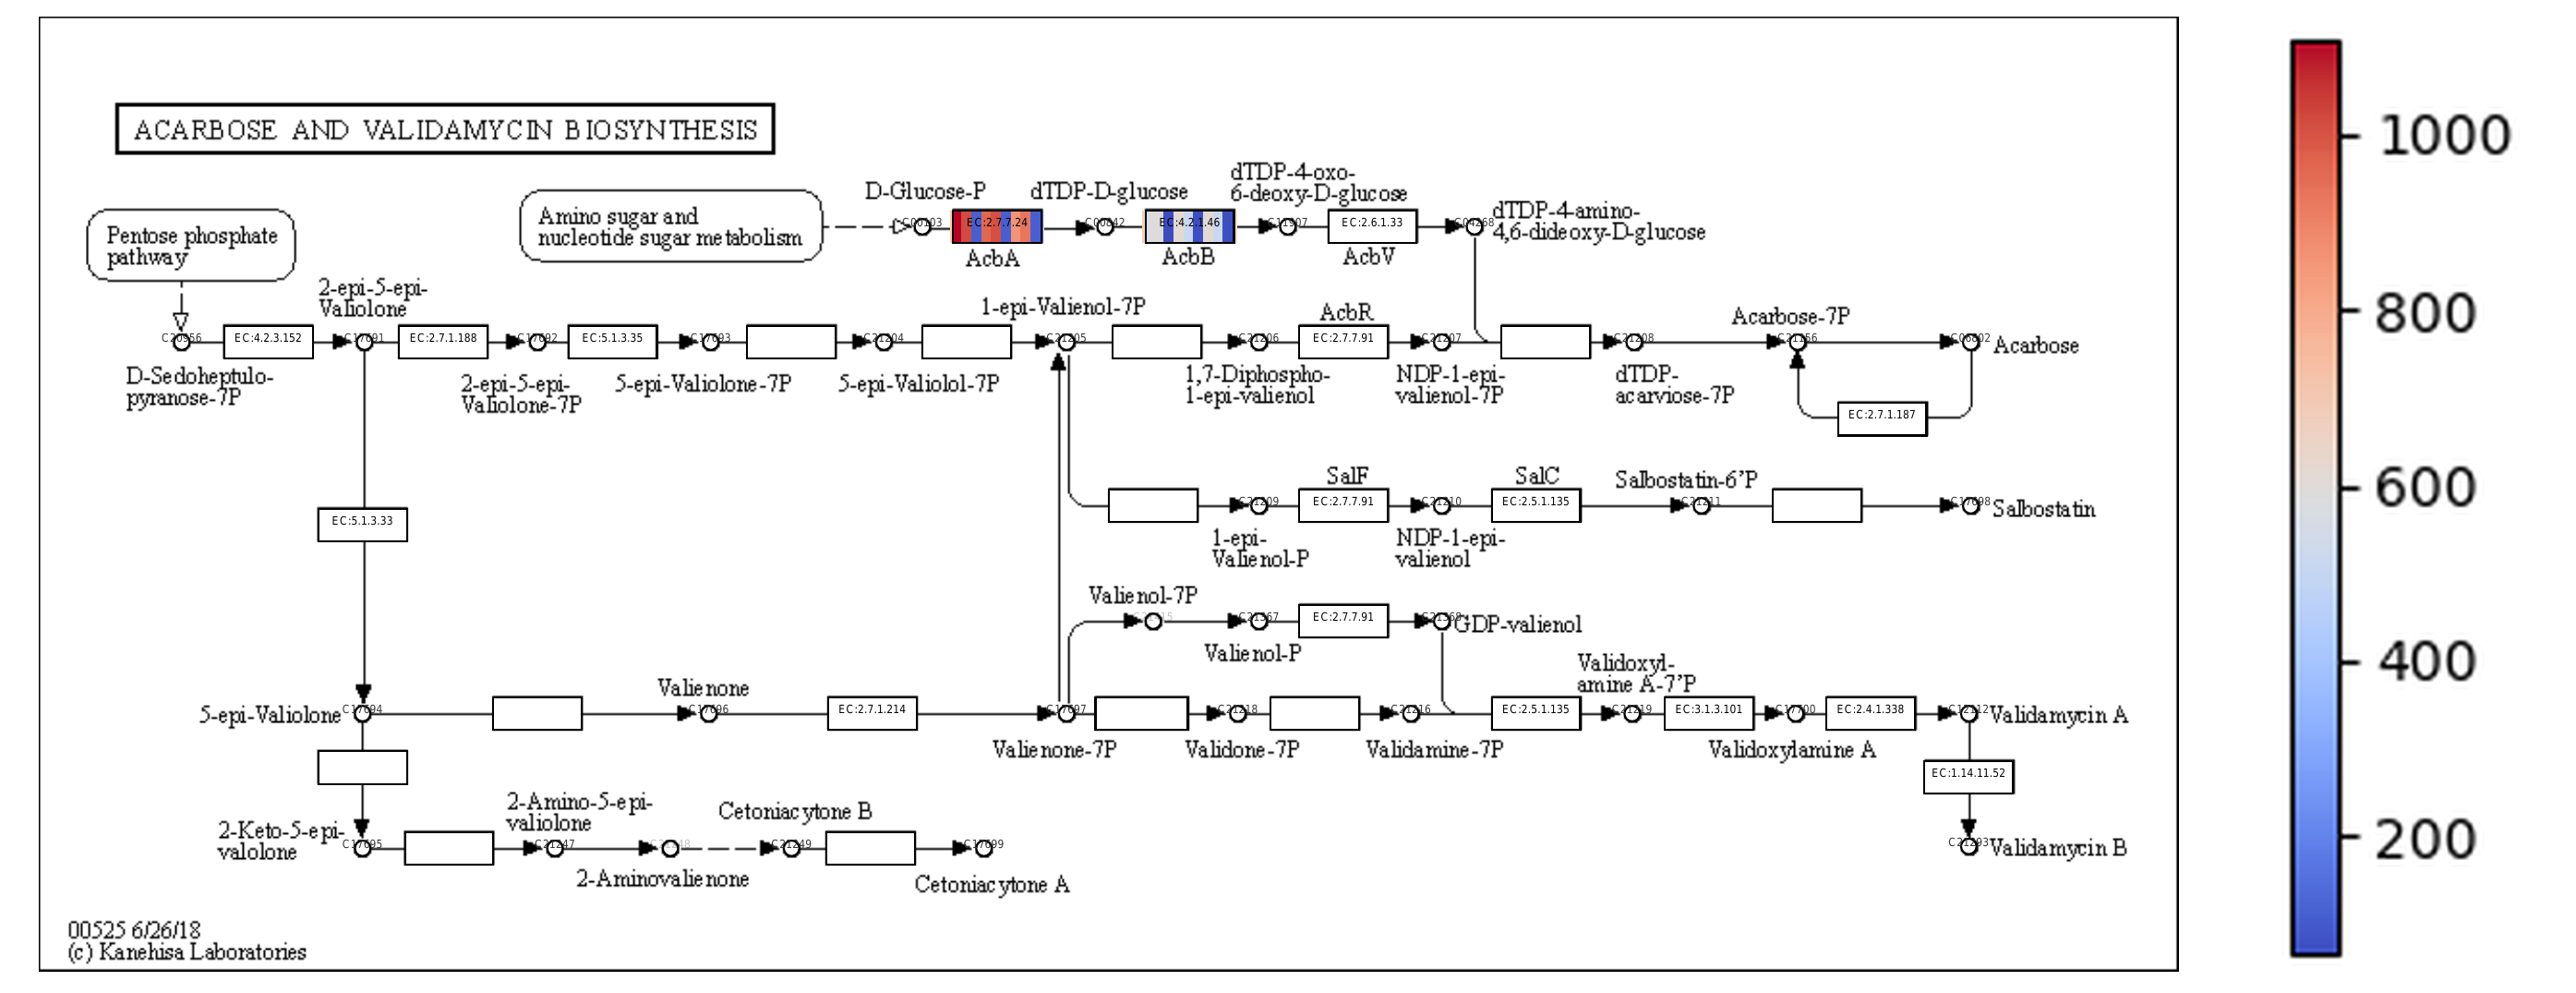 ACARBOSE AND VALIDAMYCIN BIOSYNTHESIS
Pentose phosphate
pathway
Amino sugar and
nucleotide sugar metabolism
D-Glucose-P
dTDP-D-glucose
dTDP-4-oxo-
6-deoxy-D-glucose
C00103
EC:2.7.7.24
C00842
EC:4.2.1.46
C11907
EC:2.6.1.33
C04268
dTDP-4-amino-
4,6-dideoxy-D-glucose
AcbA
AcbB
AcbV
2-epi-5-epi-
Valiolone
1-epi-Valienol-7P
AcbR
Acarbose-7P
EC:4.2.3.152
C17691
EC:2.7.1.188
C17692
EC:5.1.3.35
C17693
C21204
C21205
C21206
EC:2.7.7.91
C21207
C21208
Acarbose
D-Sedoheptulo-
pyranose-7P
2-epi-5-epi-
Valiolone-7P
5-epi-Valiolone-7P
5-epi-Valiolol-7P
1,7-Diphospho-
1-epi-valienol
NDP-1-epi-
valienol-7P
dTDP-
acarviose-7P
EC:2.7.1.187
SalF
SalC
Salbostatin-6'P
C21209
EC:2.7.7.91
C21210
EC:2.5.1.135
C21211
C17698
Salbostatin
1-epi-
Valienol-P
NDP-1-epi-
valienol
EC:5.1.3.33
Valienol-7P
EC:2.7.7.91
GDP-valienol
Valienol-P
Validoxyl-
amine A-7'P
Valienone
5-epi-Valiolone
C17694
C17696
EC:2.7.1.214
C17697
C21218
C21216
EC:2.5.1.135
C21219
EC:3.1.3.101
C17700
EC:2.4.1.338
C12112
Validamycin A
Valienone-7P
Validone-7P
Validamine-7P
Validoxylamine A
EC:1.14.11.52
2-Amino-5-epi-
valiolone
Cetoniacytone B
2-Keto-5-epi-
valolone
C17695
C21247
C21249
C17699
Validamycin B
2-Aminovalienone
Cetoniacytone A
00525 6/26/18
(c) Kanehisa Laboratories
1000
800
600
400
200